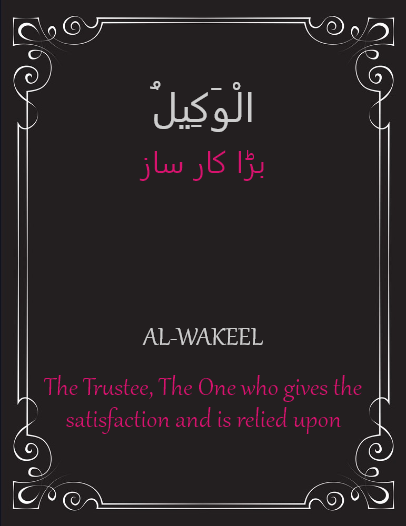 الْوَكِيلُ
بڑا کار ساز
AL-WAKEEL
The Trustee, The One who gives the
satisfaction and is relied upon